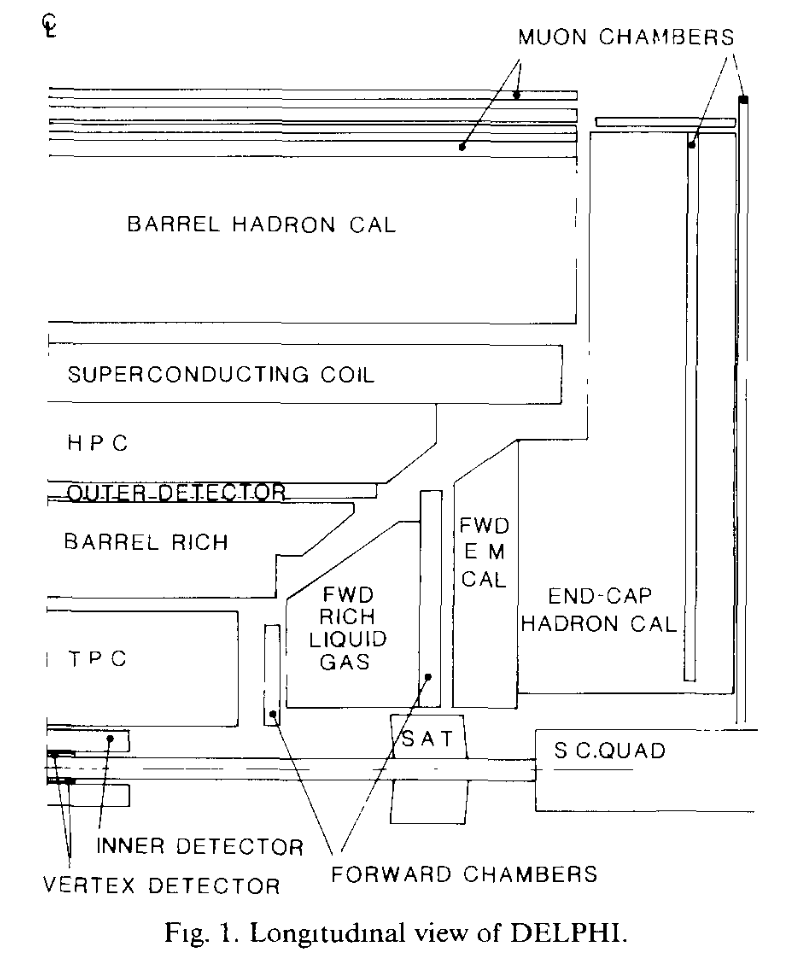 ℄
MUON CHAMBERS
BARREL HADRON CAL
SUPERCONDUCTING COIL
HPC
OUTER DETECTOR
BARREL RICH
FWD
E M
CAL
FWD
RICH
LIQUID
GAS
END-CAP
HADRON CAL
TPC
SAT
S C.QUAD
INNER DETECTOR
VERTEX DETECTOR
FORWARD CHAMBERS
Fig. 1. Longitudinal view of DELPHI.